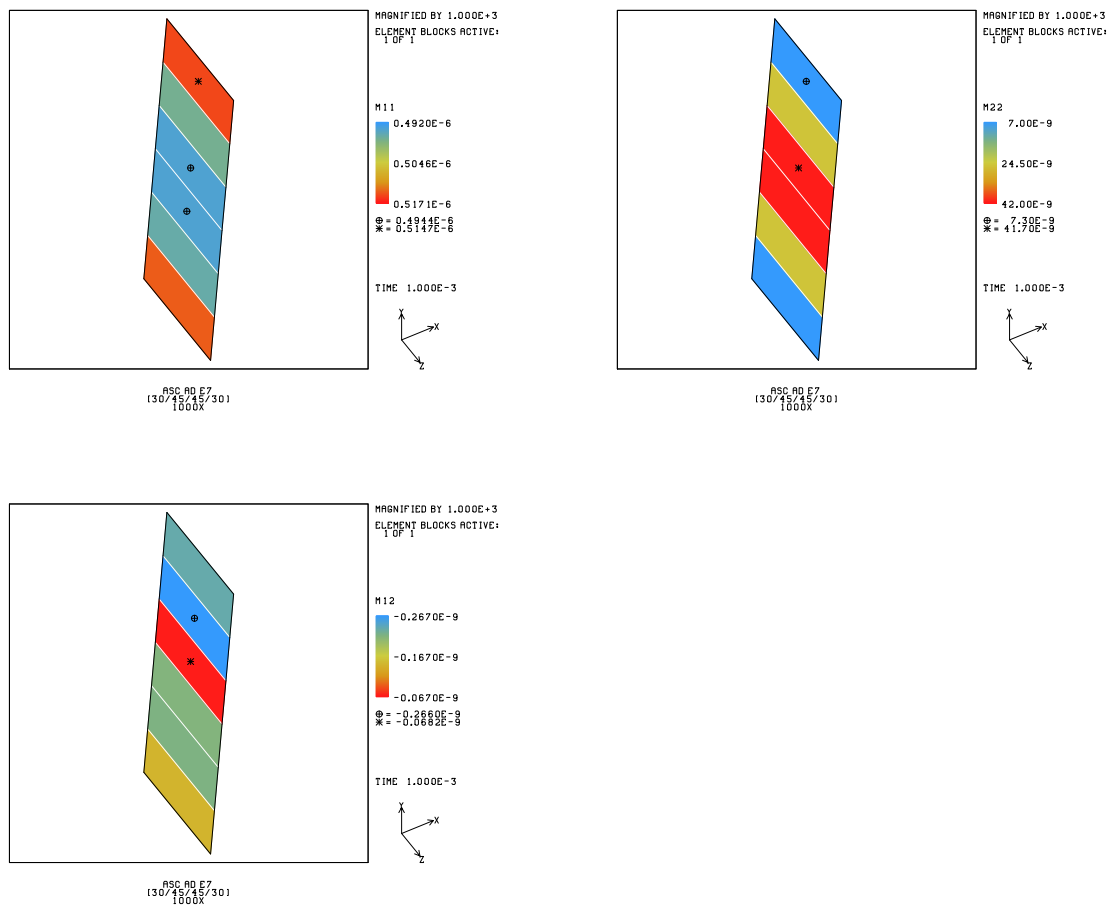 MAGNIFIED BY 1.000E+3
ELEMENT BLOCKS ACTIVE:
1 OF 1
M11
0.4920E-6
0.5046E-6
0.5171E-6
⊕= 0.4944E-6
✳= 0.5147E-6
TIME 1.000E-3
Y
X
Z
ASC AD E7
[30/45/45/30]
1000X
MAGNIFIED BY 1.000E+3
ELEMENT BLOCKS ACTIVE:
1 OF 1
M22
7.00E-9
24.50E-9
42.00E-9
⊕= 7.30E-9
✳= 41.70E-9
TIME 1.000E-3
Y
X
Z
ASC AD E7
[30/45/45/30]
1000X
MAGNIFIED BY 1.000E+3
ELEMENT BLOCKS ACTIVE:
1 OF 1
M12
-0.2670E-9
-0.1670E-9
-0.0670E-9
⊕= -0.2660E-9
✳= -0.0682E-9
TIME 1.000E-3
Y
X
Z
ASC AD E7
[30/45/45/30]
1000X